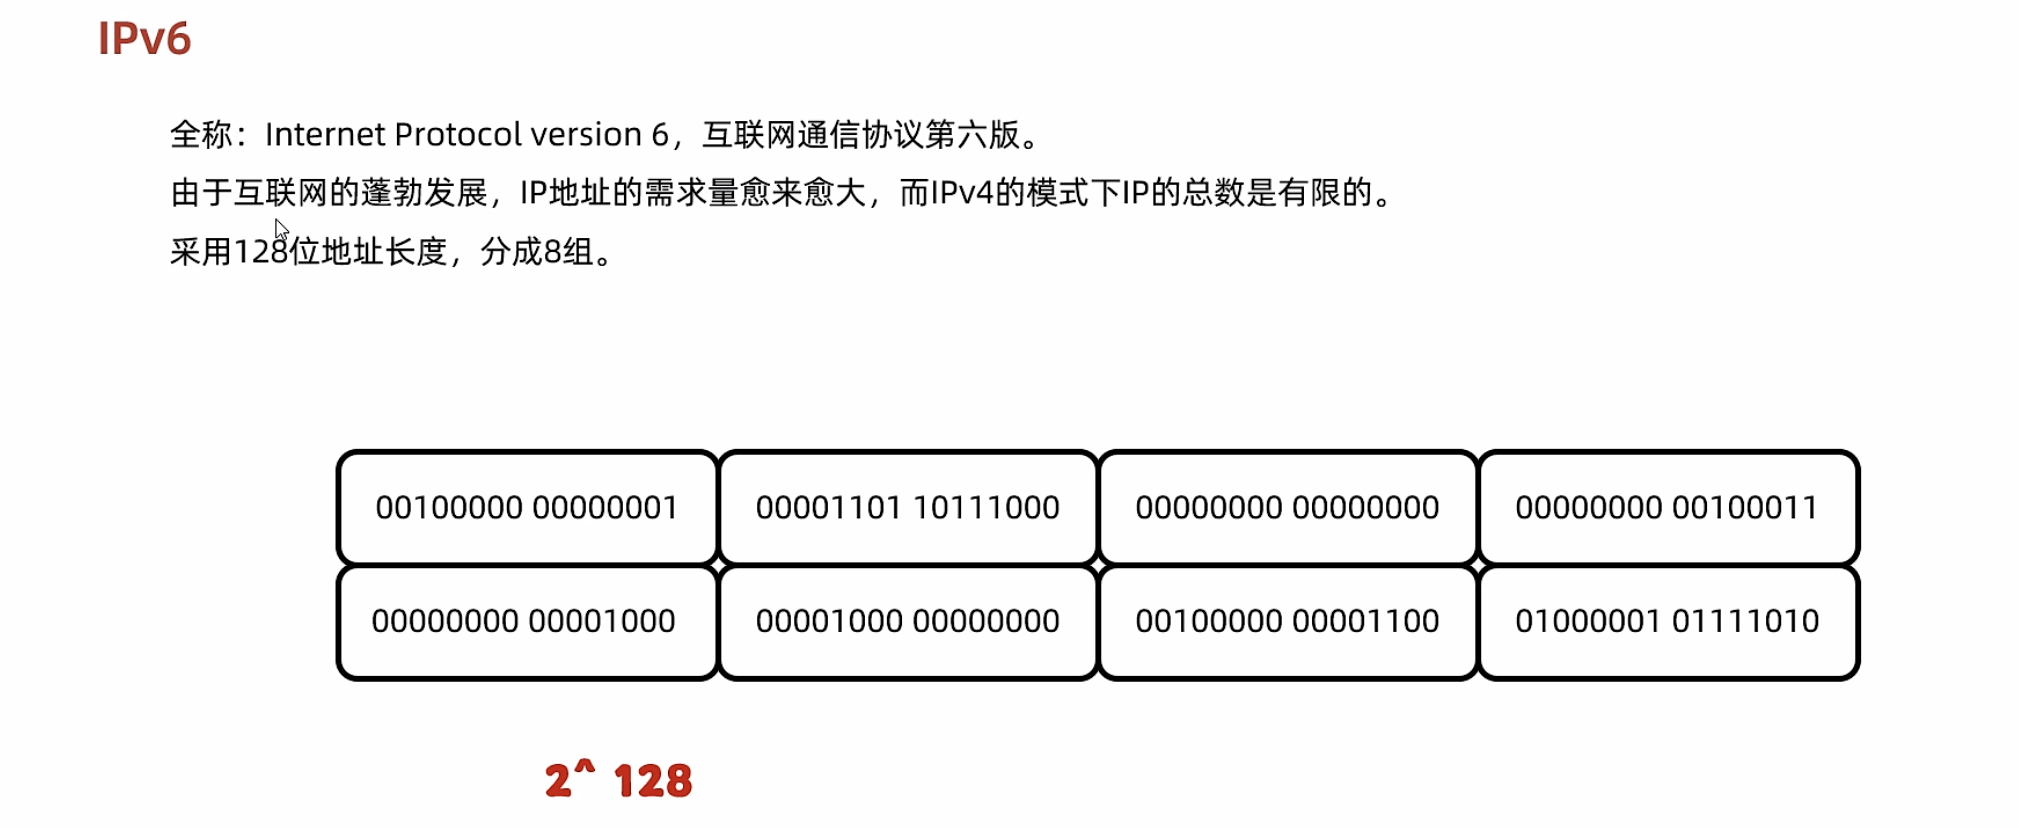 IPv6
全称：Internet Protocol version 6，互联网通信协议第六版。
由于互联网的蓬勃发展，IP地址的需求量愈来愈大，而IPv4的模式下IP的总数是有限的。
采用128位地址长度，分成8组。
00100000 00000001 00001101 10111000 00000000 00000000 00000000 00100011
00000000 00001000 00001000 00000000 00100000 00001100 01000001 01111010
2^ 128